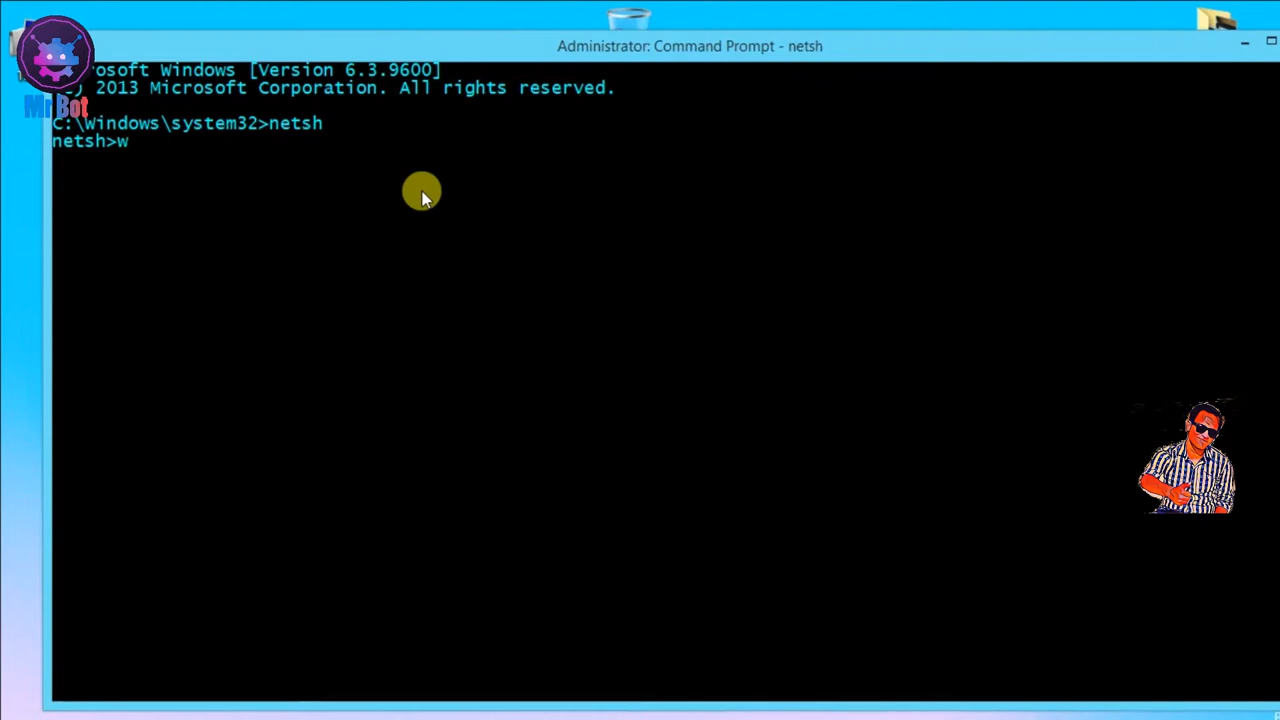 Administrator: Command Prompt - netsh
rosoft Windows [Version 6.3.9600]
) 2013 Microsoft Corporation. All rights reserved.
Mr Bot
C:\Windows\system32>netsh
netsh>w